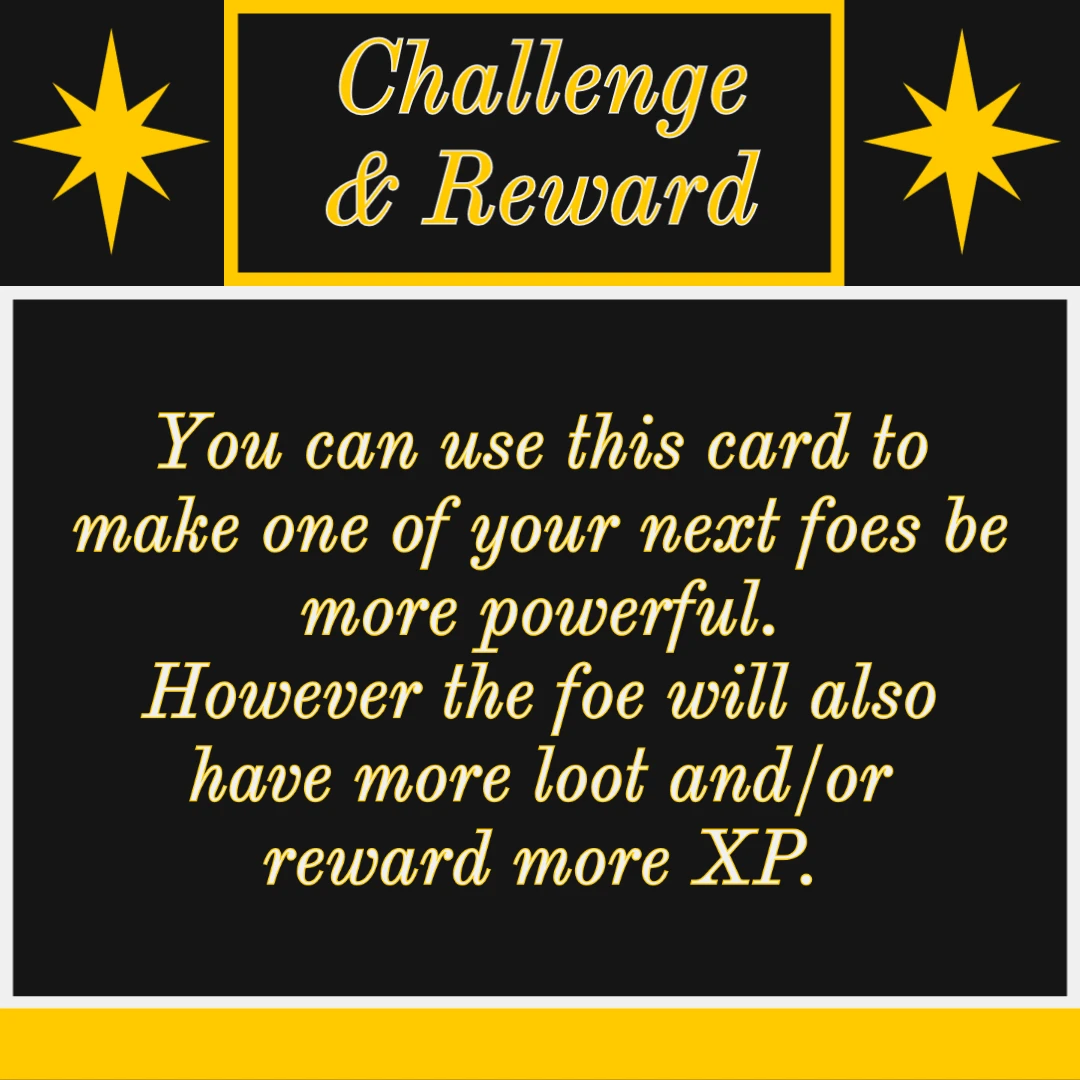 Challenge
& Reward
You can use this card to
make one of your next foes be
more powerful.
However the foe will also
have more loot and/or
reward more XP.